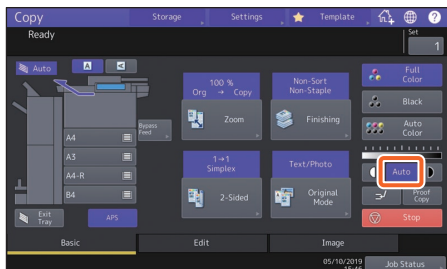 Copy
Storage
Settings
Template
Ready
Set
1
Auto
A
100 %
Org → Copy
Zoom
Non-Sort
Non-Staple
Finishing
Full
Color
Black
Auto
Color
Bypass
Feed
A4
A3
A4-R
B4
1→1
Simplex
2-Sided
Text/Photo
Original
Mode
Auto
Proof
Copy
Exit
Tray
APS
Stop
Basic
Edit
Image
05/10/2019
15:46
Job Status